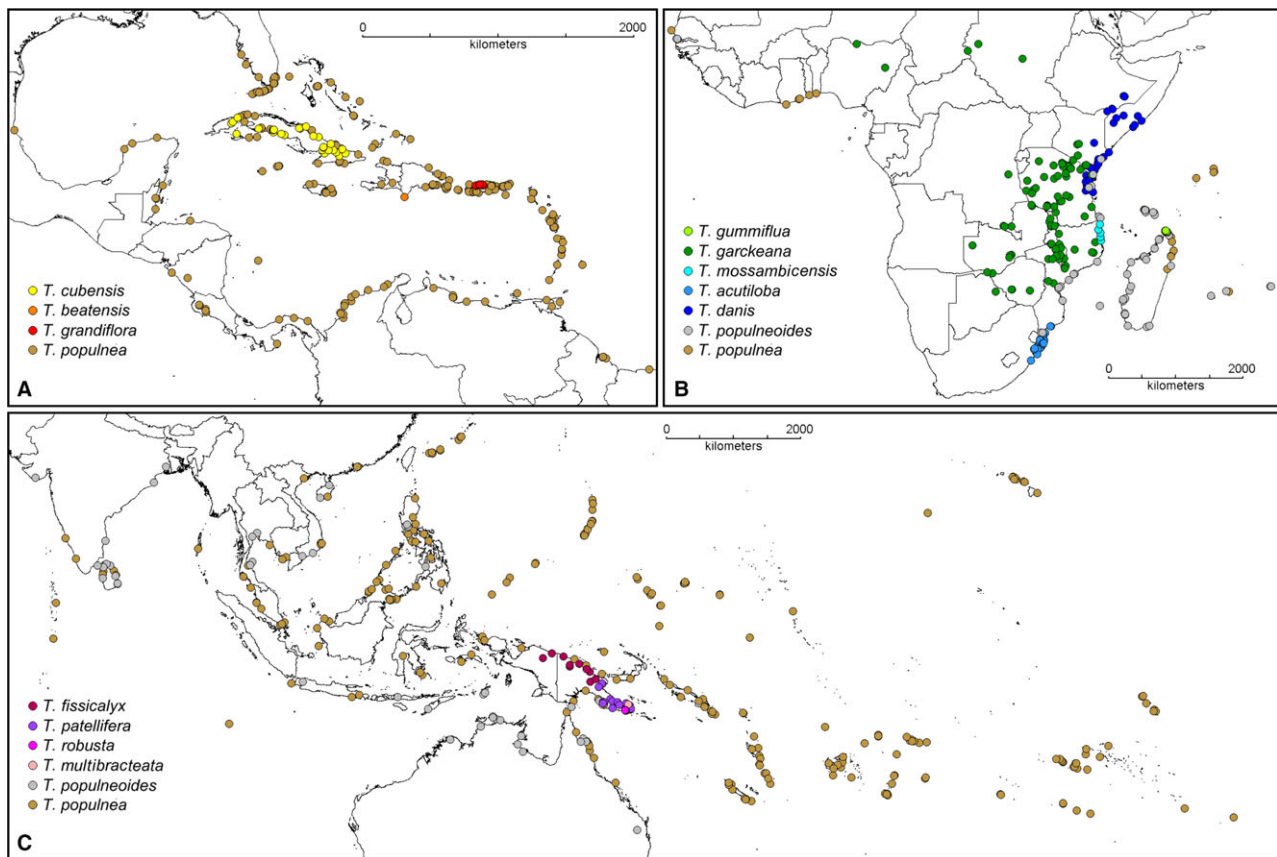 0 2000
kilometers
T. cubensis
T. beatensis
T. grandiflora
T. populnea
A
T. gummiflua
T. garckeana
T. mossambicensis
T. acutiloba
T. danis
T. populneoides
T. populnea
0 2000
kilometers
B
0 2000
kilometers
T. fissicalyx
T. patellifera
T. robusta
T. multibracteata
T. populneoides
T. populnea
C